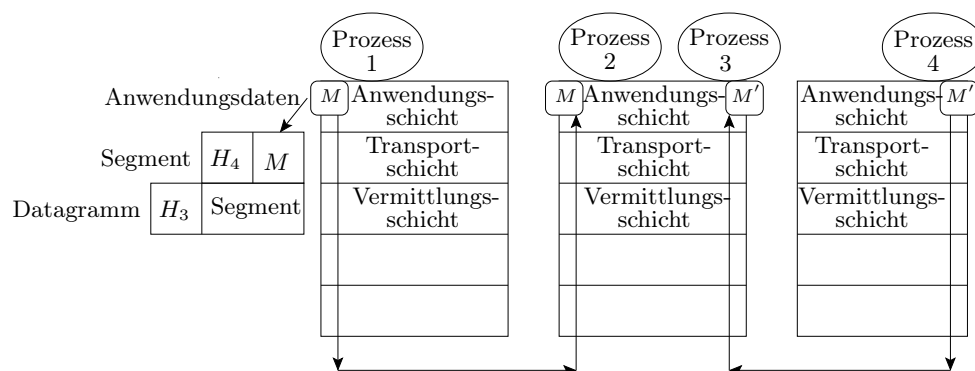 Prozess
1
Prozess
2
Prozess
3
Prozess
4
Anwendungsdaten
M
Anwendungs-
schicht
M
Anwendungs-
schicht
M′
Anwendungs-
schicht
M′
Segment
H₄
M
Transport-
schicht
Transport-
schicht
Transport-
schicht
Datagramm
H₃
Segment
Vermittlungs-
schicht
Vermittlungs-
schicht
Vermittlungs-
schicht